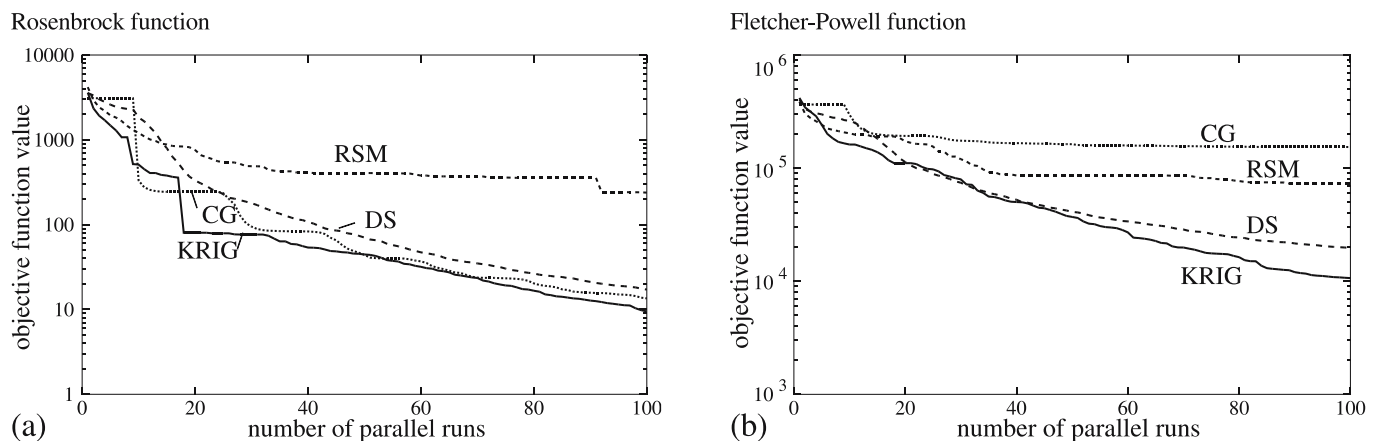 Rosenbrock function
10000
1000
100
10
1
objective function value
RSM
CG
DS
KRIG
0
20
40
60
80
100
number of parallel runs
(a)
Fletcher-Powell function
10^6
10^5
10^4
10^3
objective function value
CG
RSM
DS
KRIG
0
20
40
60
80
100
number of parallel runs
(b)